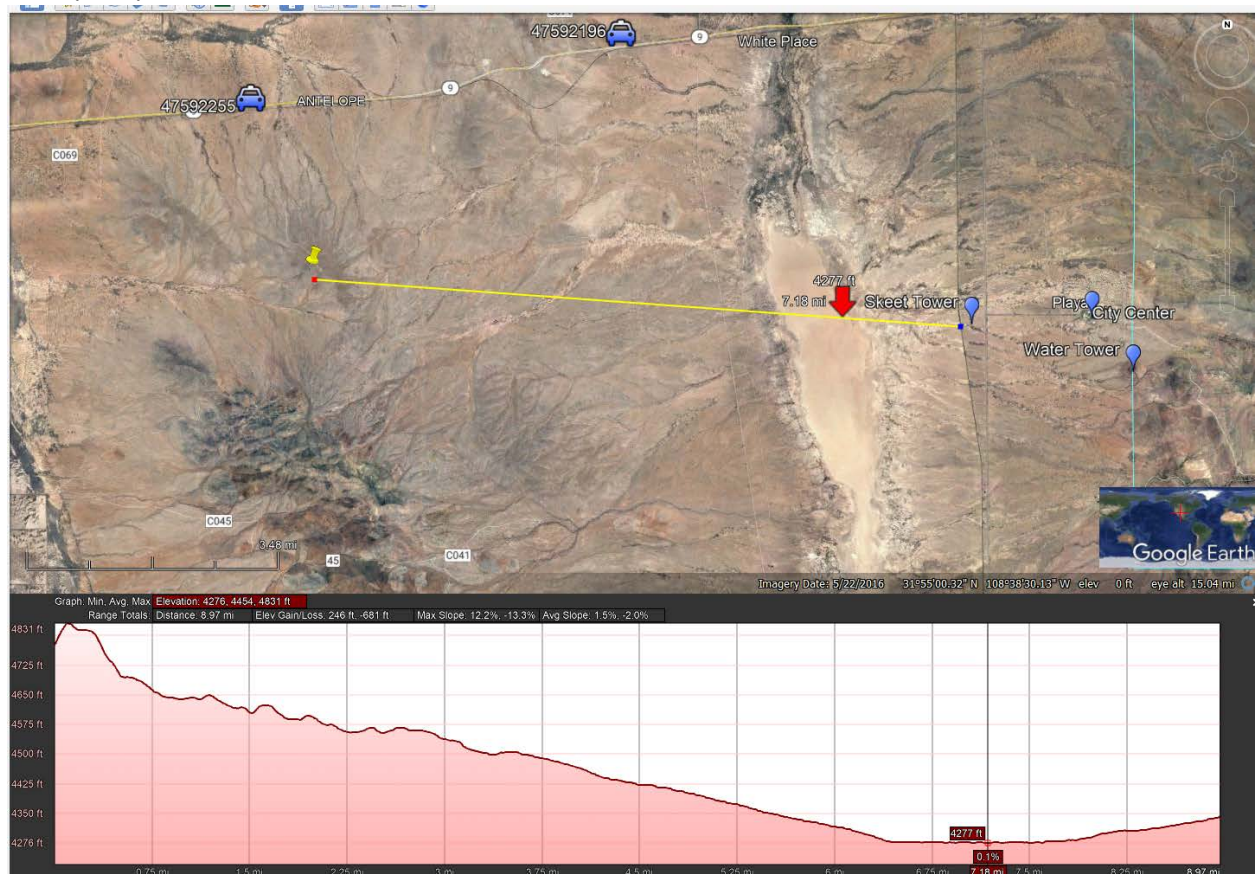 47592196
9
White Place
47592255
ANTELOPE
9
C069
N
4277 ft
7.18 mi
Skeet Tower
Playa
City Center
Water Tower
C045
3.48 mi
45
C041
Google Earth
Imagery Date: 5/22/2016 31°55'00.32" N 108°38'30.13" W elev 0 ft eye alt 15.04 mi
Graph: Min, Avg, Max Elevation: 4276, 4454, 4831 ft
Range Totals: Distance: 8.97 mi Elev Gain/Loss: 246 ft, -681 ft Max Slope: 12.2%, -13.3% Avg Slope: 1.5%, -2.0%
4831 ft
4725 ft
4650 ft
4575 ft
4500 ft
4425 ft
4350 ft
4276 ft
4277 ft
0.1%
0.75 mi 1.5 mi 2.25 mi 3 mi 3.75 mi 4.5 mi 5.25 mi 6 mi 6.75 mi 7.18 mi 7.5 mi 8.25 mi 8.97 mi